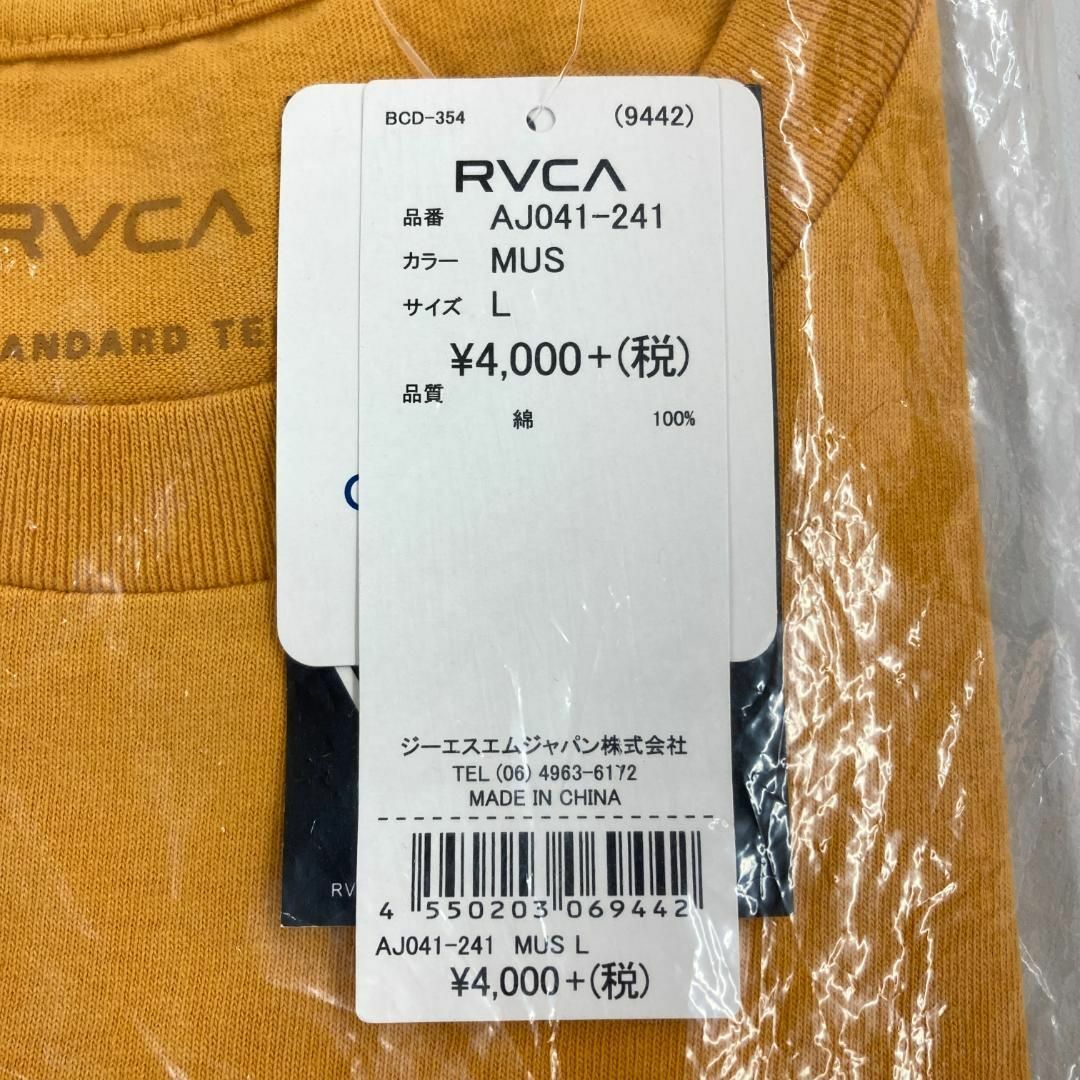 BCD-354 (9442)
RVCA
品番 AJ041-241
カラー MUS
サイズ L
¥4,000+(税)
品質
綿 100%
ジーエスエムジャパン株式会社
TEL (06) 4963-6172
MADE IN CHINA
4 550203 069442
AJ041-241 MUS L
¥4,000+(税)
RVCA
ANDARD TE
RV